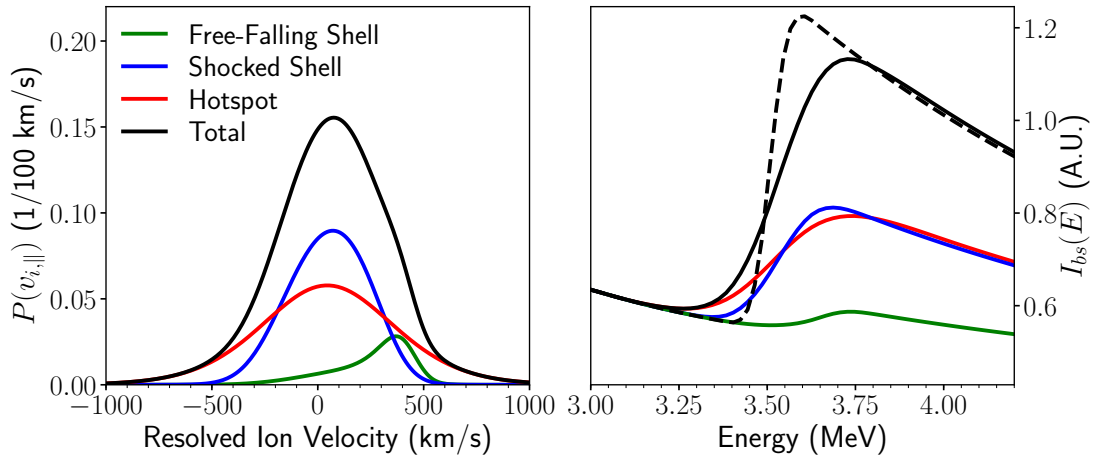 0.20
0.15
0.10
0.05
0.00
P(v_{i,∥}) (1/100 km/s)
Free-Falling Shell
Shocked Shell
Hotspot
Total
−1000 −500 0 500 1000
Resolved Ion Velocity (km/s)
1.2
1.0
0.8
0.6
I_{bs}(E) (A.U.)
3.00 3.25 3.50 3.75 4.00
Energy (MeV)